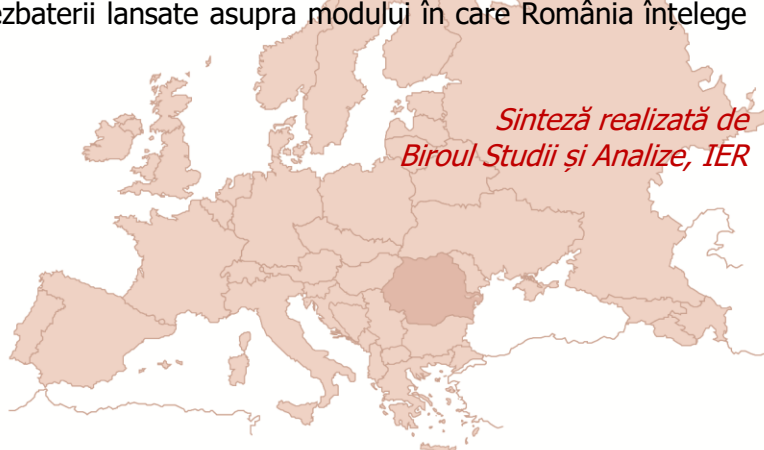 ezbaterii lansate asupra modului în care România înțelege
Sinteză realizată de
Biroul Studii și Analize, IER